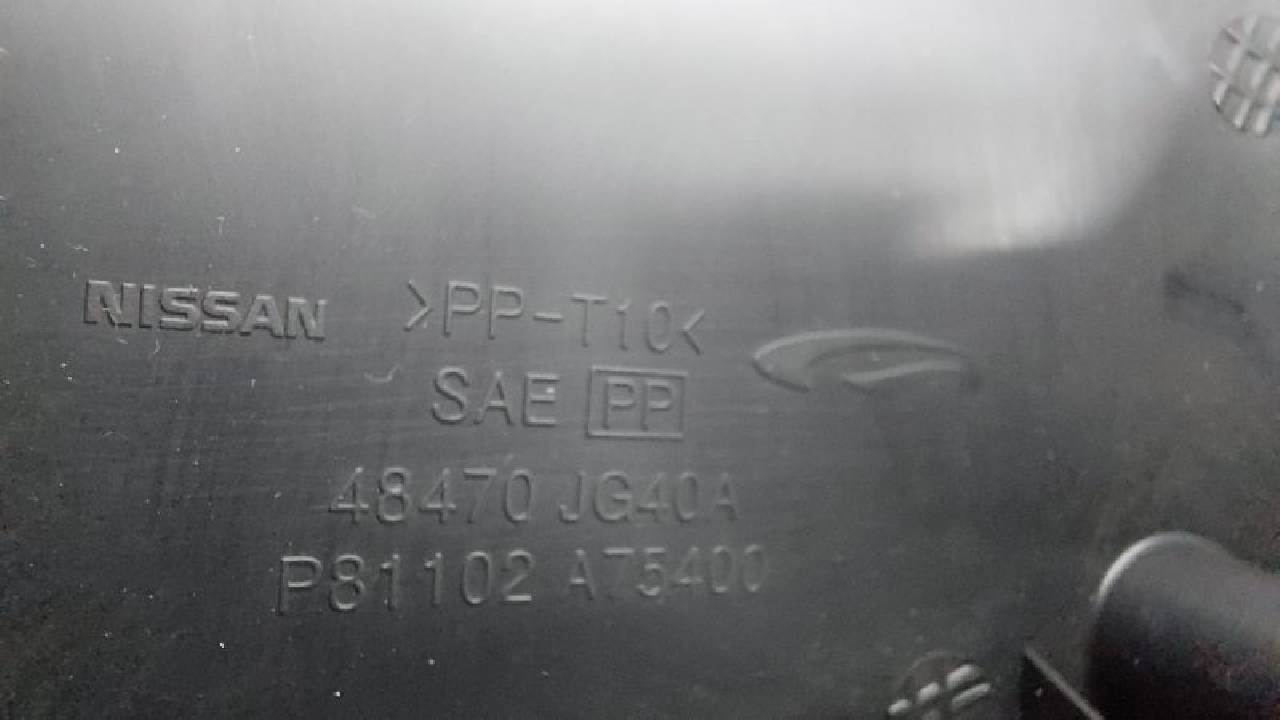 NISSAN >PP-T10<
SAE PP
48470 JG40A
P81102 A75400